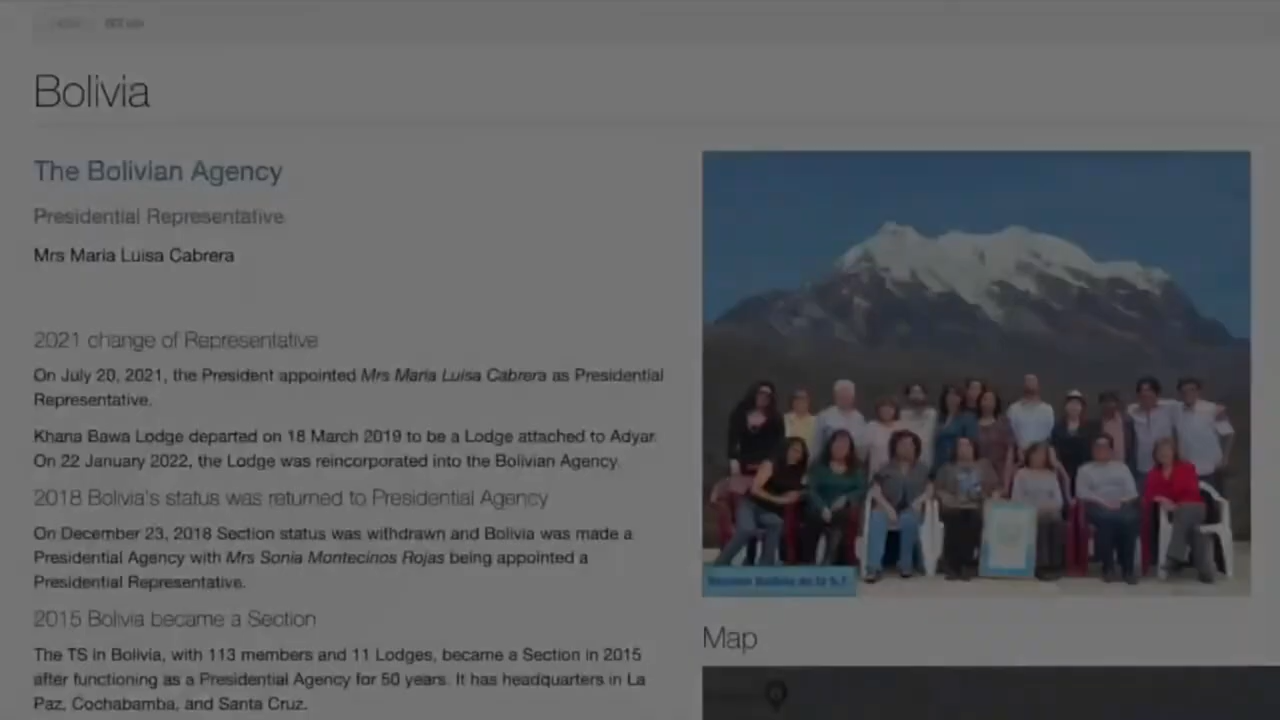 Bolivia
The Bolivian Agency
Presidential Representative
Mrs Maria Luisa Cabrera
2021 change of Representative
On July 20, 2021, the President appointed Mrs Maria Luisa Cabrera as Presidential
Representative.
Khana Bawa Lodge departed on 18 March 2019 to be a Lodge attached to Adyar.
On 22 January 2022, the Lodge was reincorporated into the Bolivian Agency.
2018 Bolivia's status was returned to Presidential Agency
On December 23, 2018 Section status was withdrawn and Bolivia was made a
Presidential Agency with Mrs Sonia Montecinos Rojas being appointed a
Presidential Representative.
2015 Bolivia became a Section
The TS in Bolivia, with 113 members and 11 Lodges, became a Section in 2015
after functioning as a Presidential Agency for 50 years. It has headquarters in La
Paz, Cochabamba, and Santa Cruz.
Bolivia de la S.T.
Map